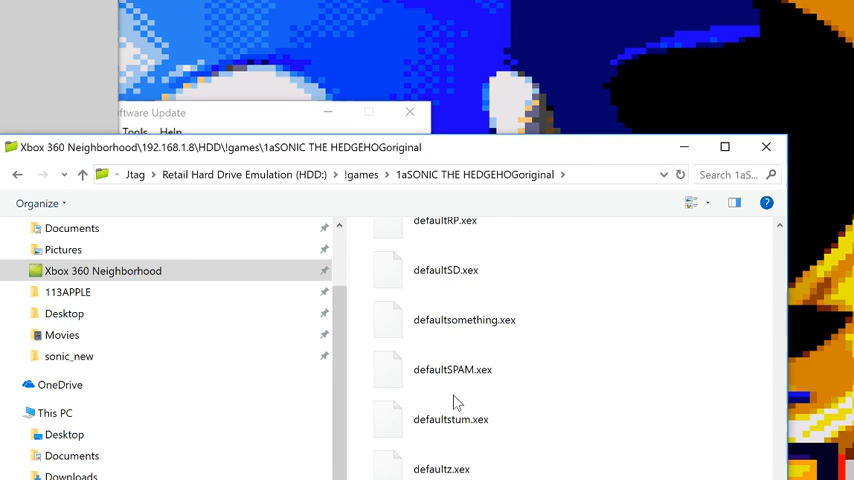 ftware Update
Tools Help
Xbox 360 Neighborhood\192.168.1.8\HDD\!games\1aSONIC THE HEDGEHOGoriginal
Jtag Retail Hard Drive Emulation (HDD:) !games 1aSONIC THE HEDGEHOGoriginal Search 1aS...
Organize
Documents
Pictures
Xbox 360 Neighborhood
113APPLE
Desktop
Movies
sonic_new
OneDrive
This PC
Desktop
Documents
Downloads
defaultRP.xex
defaultSD.xex
defaultsomething.xex
defaultSPAM.xex
defaultstum.xex
defaultz.xex